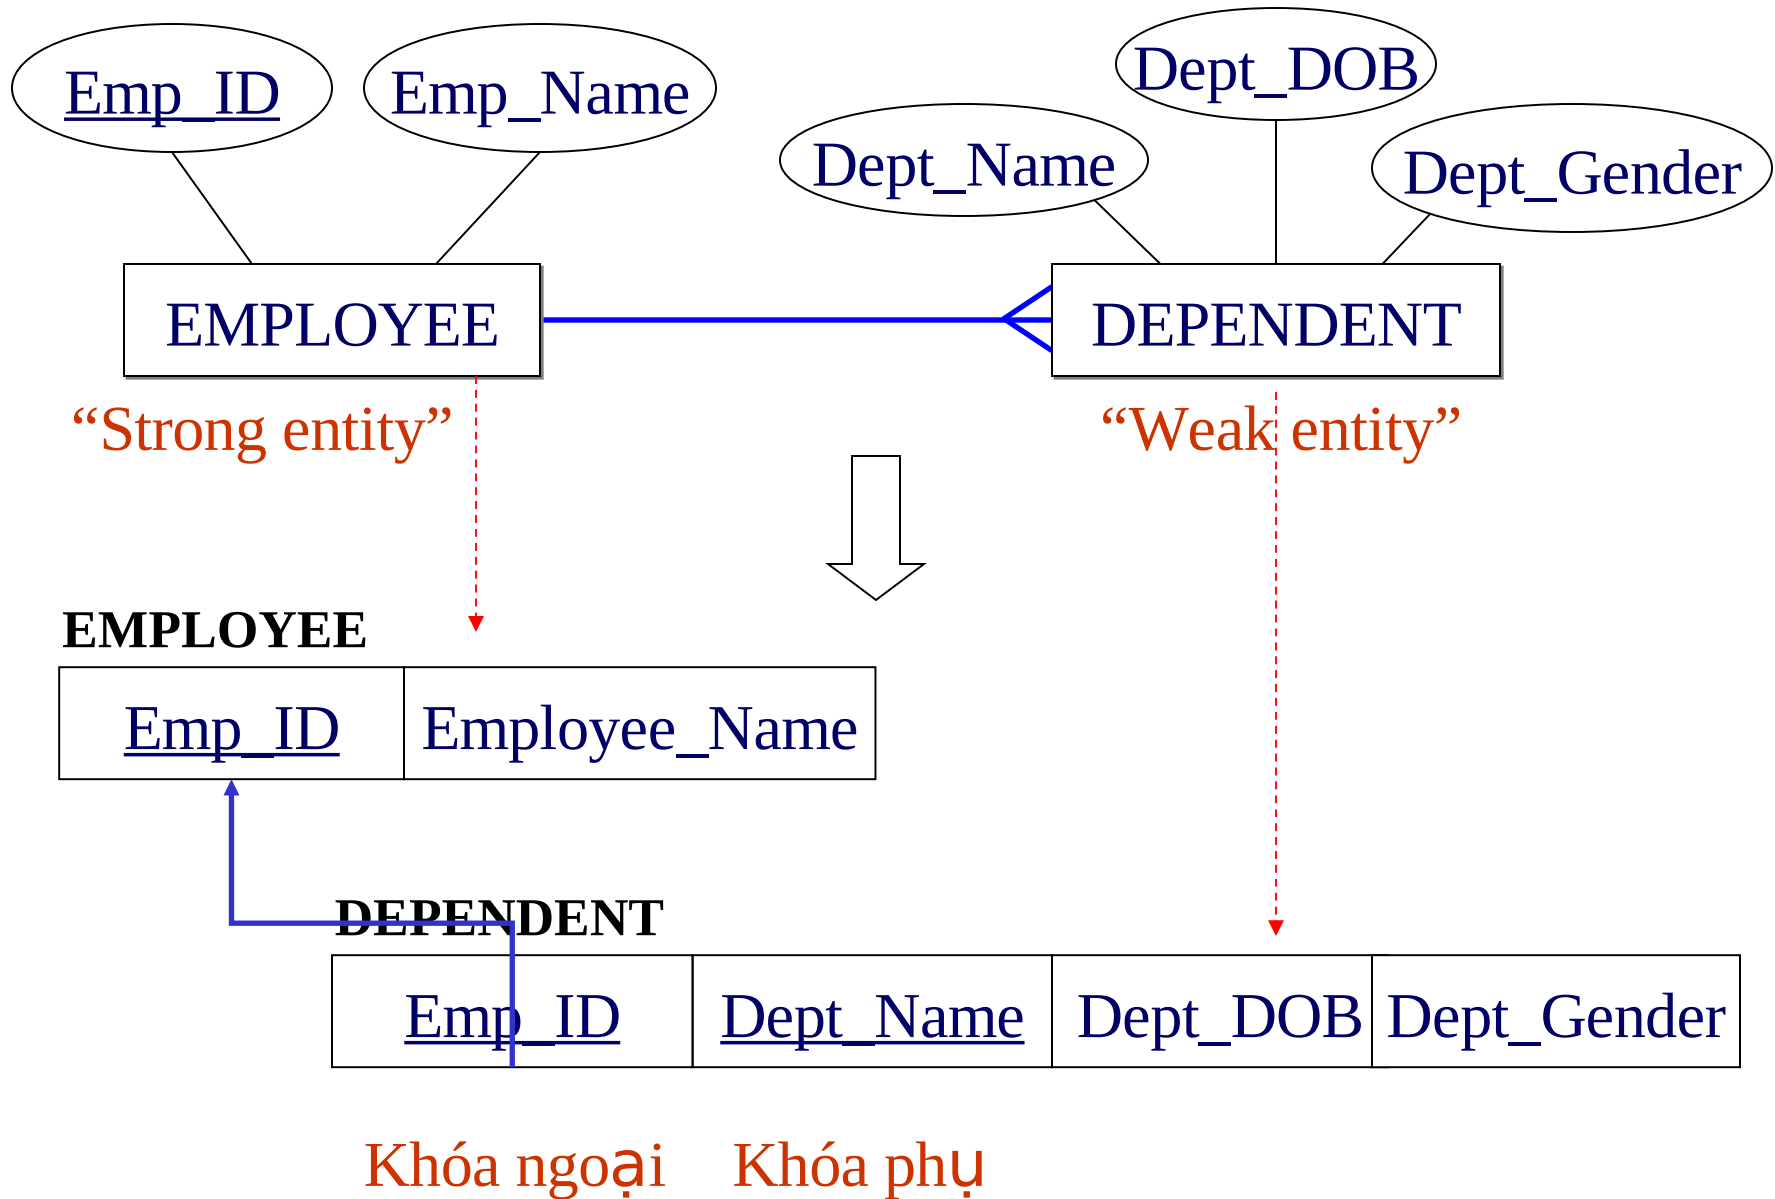 Dept_DOB
Emp_ID Emp_Name
Dept_Name Dept_Gender
EMPLOYEE DEPENDENT
“Strong entity” “Weak entity”
EMPLOYEE
Emp_ID Employee_Name
DEPENDENT
Emp_ID Dept_Name Dept_DOB Dept_Gender
Khóa ngoại Khóa phụ